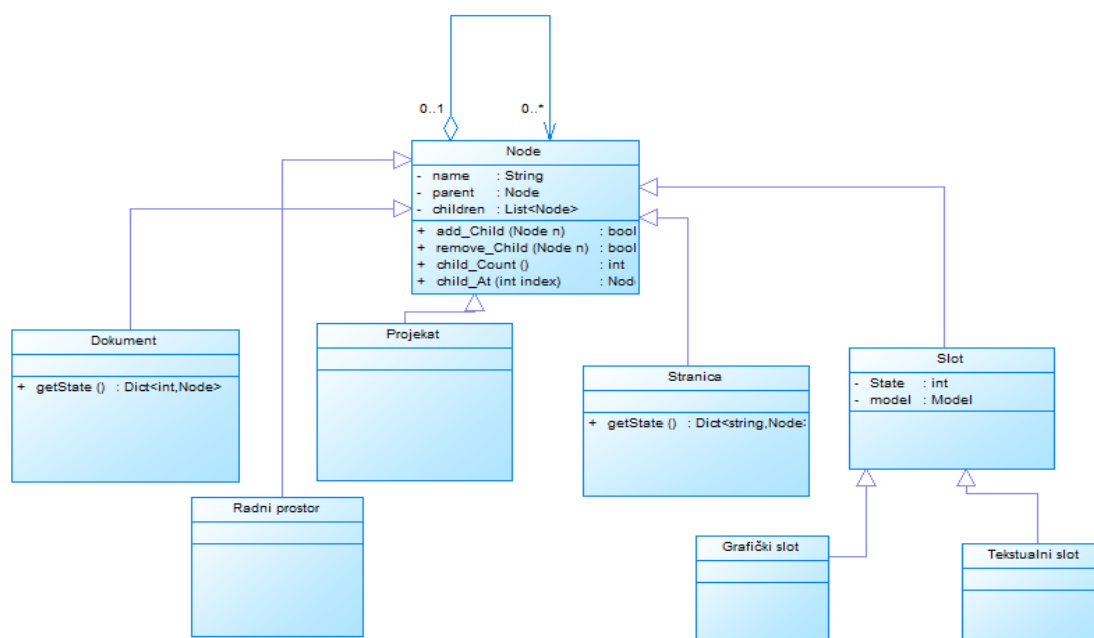 0..1
0..*
Node
- name : String
- parent : Node
- children : List<Node>
+ add_Child (Node n) : bool
+ remove_Child (Node n) : bool
+ child_Count () : int
+ child_At (int index) : Nod
Dokument
+ getState () : Dict<int,Node>
Projekat
Stranica
+ getState () : Dict<string,Node>
Slot
- State : int
- model : Model
Radni prostor
Grafički slot
Tekstualni slot